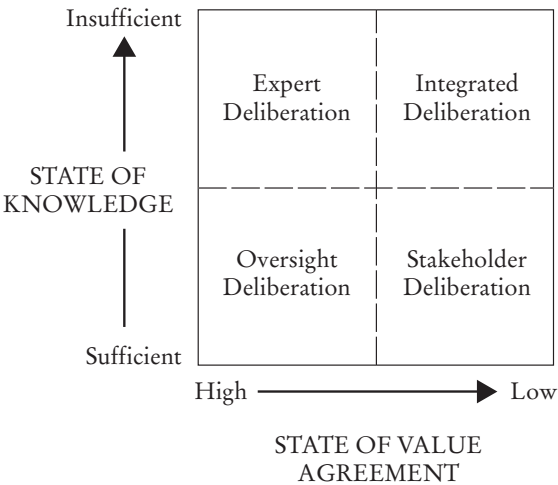 Insufficient
Expert
Deliberation
Integrated
Deliberation
STATE OF
KNOWLEDGE
Oversight
Deliberation
Stakeholder
Deliberation
Sufficient
High
Low
STATE OF VALUE
AGREEMENT